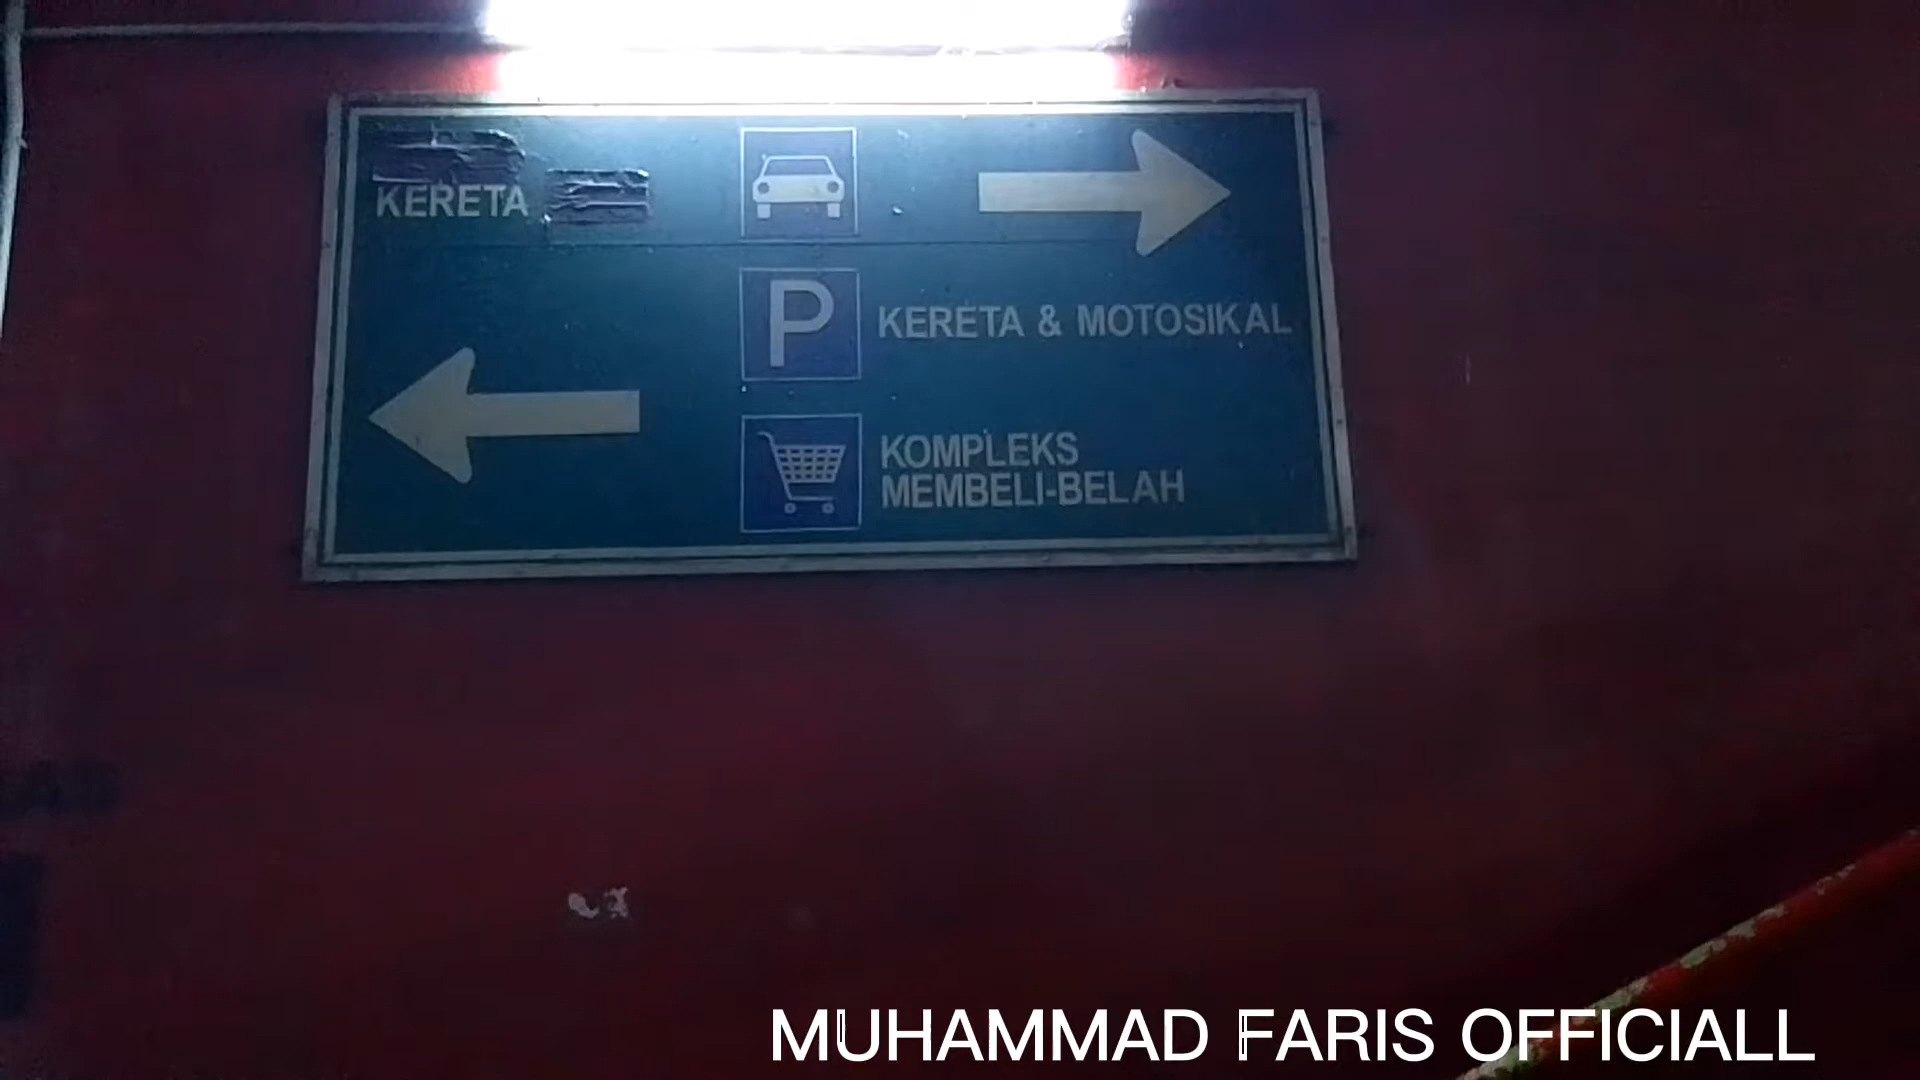 KERETA
P
KERETA & MOTOSIKAL
KOMPLEKS
MEMBELI-BELAH
MUHAMMAD FARIS OFFICIALL